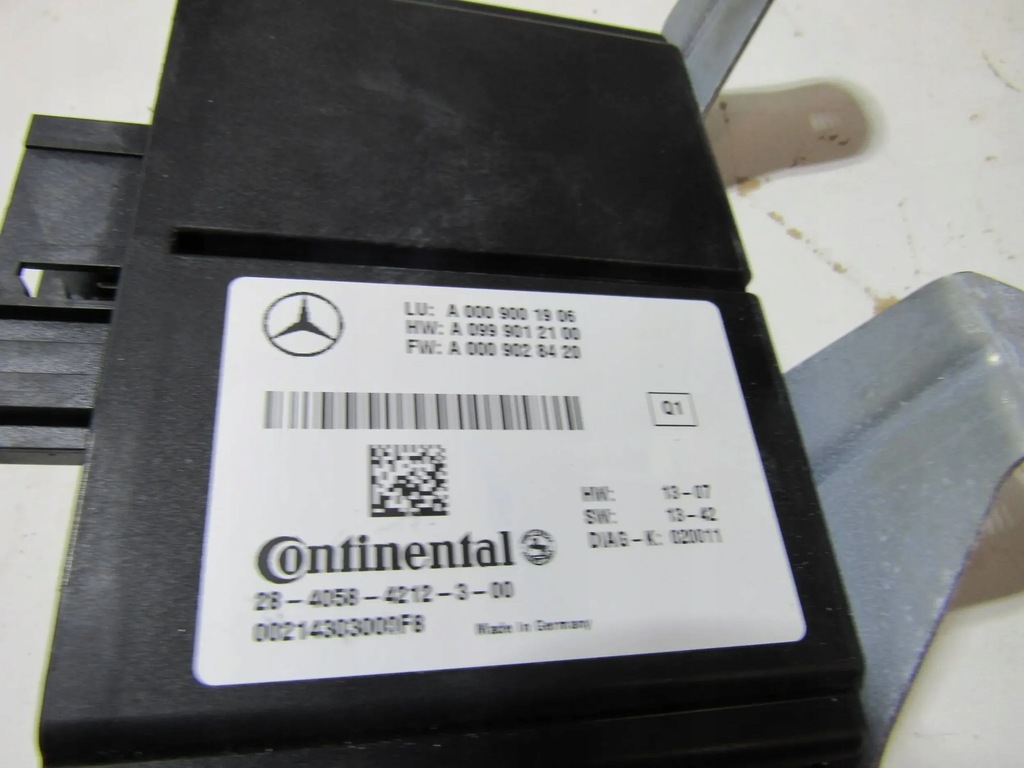 LU: A 000 900 19 06
HW: A 099 901 21 00
FW: A 000 902 84 20
Q1
HW: 13-07
SW: 13-42
DIAG-K: 020011
Continental
28-4058-4212-3-00
00214303009F8
Made in Germany